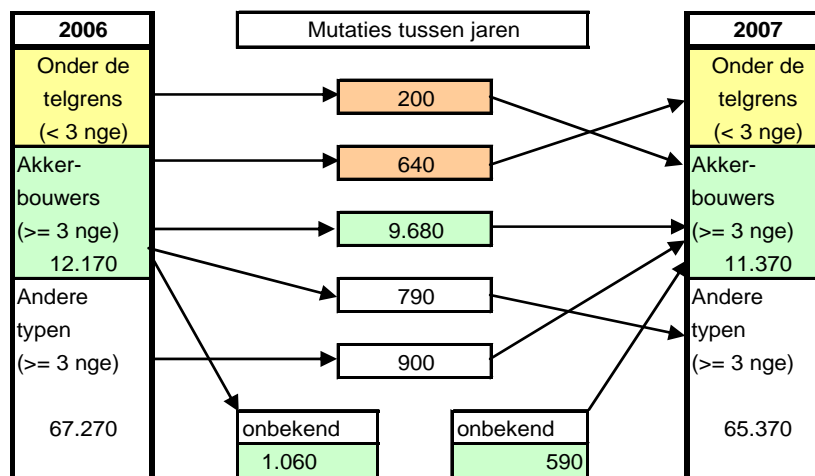 2006
Mutaties tussen jaren
2007
Onder de
telgrens
(< 3 nge)
Akker-
bouwers
(>= 3 nge)
12.170
Andere
typen
(>= 3 nge)
67.270
200
640
9.680
790
900
onbekend
1.060
onbekend
590
Onder de
telgrens
(< 3 nge)
Akker-
bouwers
(>= 3 nge)
11.370
Andere
typen
(>= 3 nge)
65.370